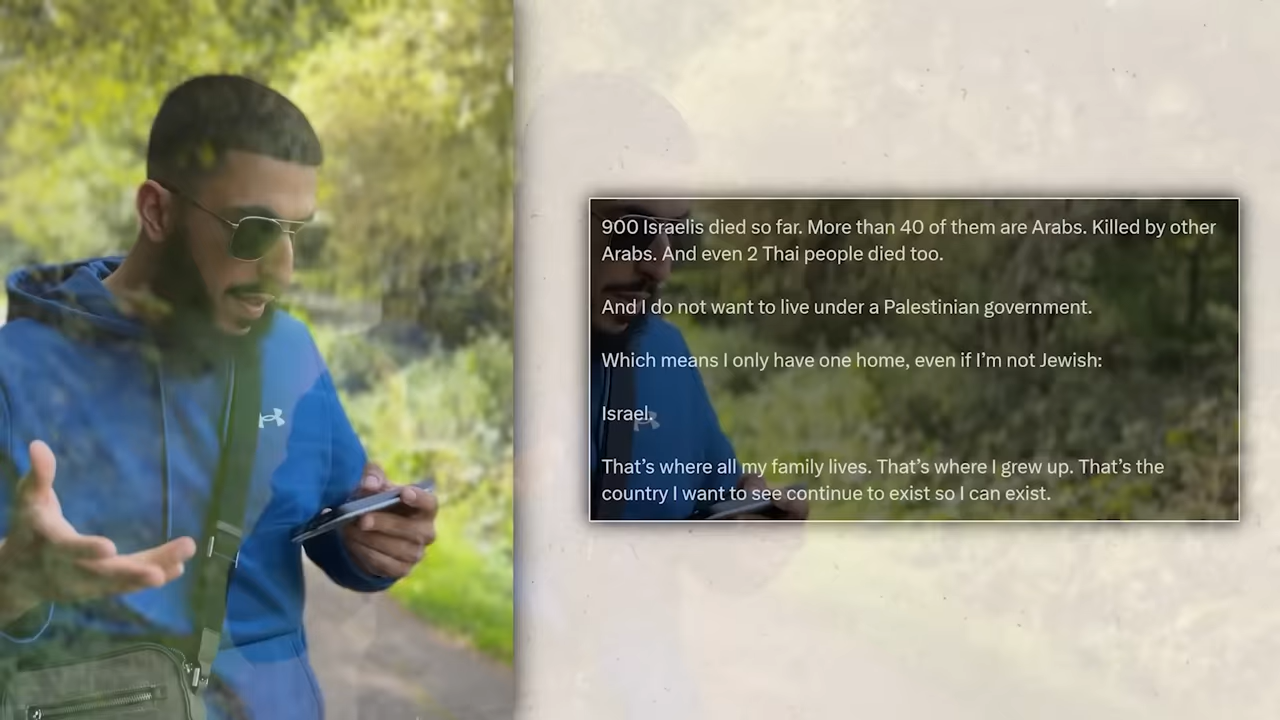 900 Israelis died so far. More than 40 of them are Arabs. Killed by other
Arabs. And even 2 Thai people died too.
And I do not want to live under a Palestinian government.
Which means I only have one home, even if I’m not Jewish:
Israel.
That’s where all my family lives. That’s where I grew up. That’s the
country I want to see continue to exist so I can exist.